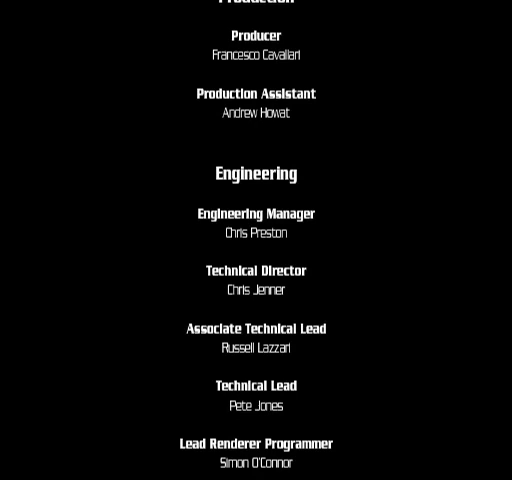 Production
Producer
Francesco Cavallari
Production Assistant
Andrew Howat
Engineering
Engineering Manager
Chris Preston
Technical Director
Chris Jenner
Associate Technical Lead
Russell Lazzari
Technical Lead
Pete Jones
Lead Renderer Programmer
Simon O'Connor